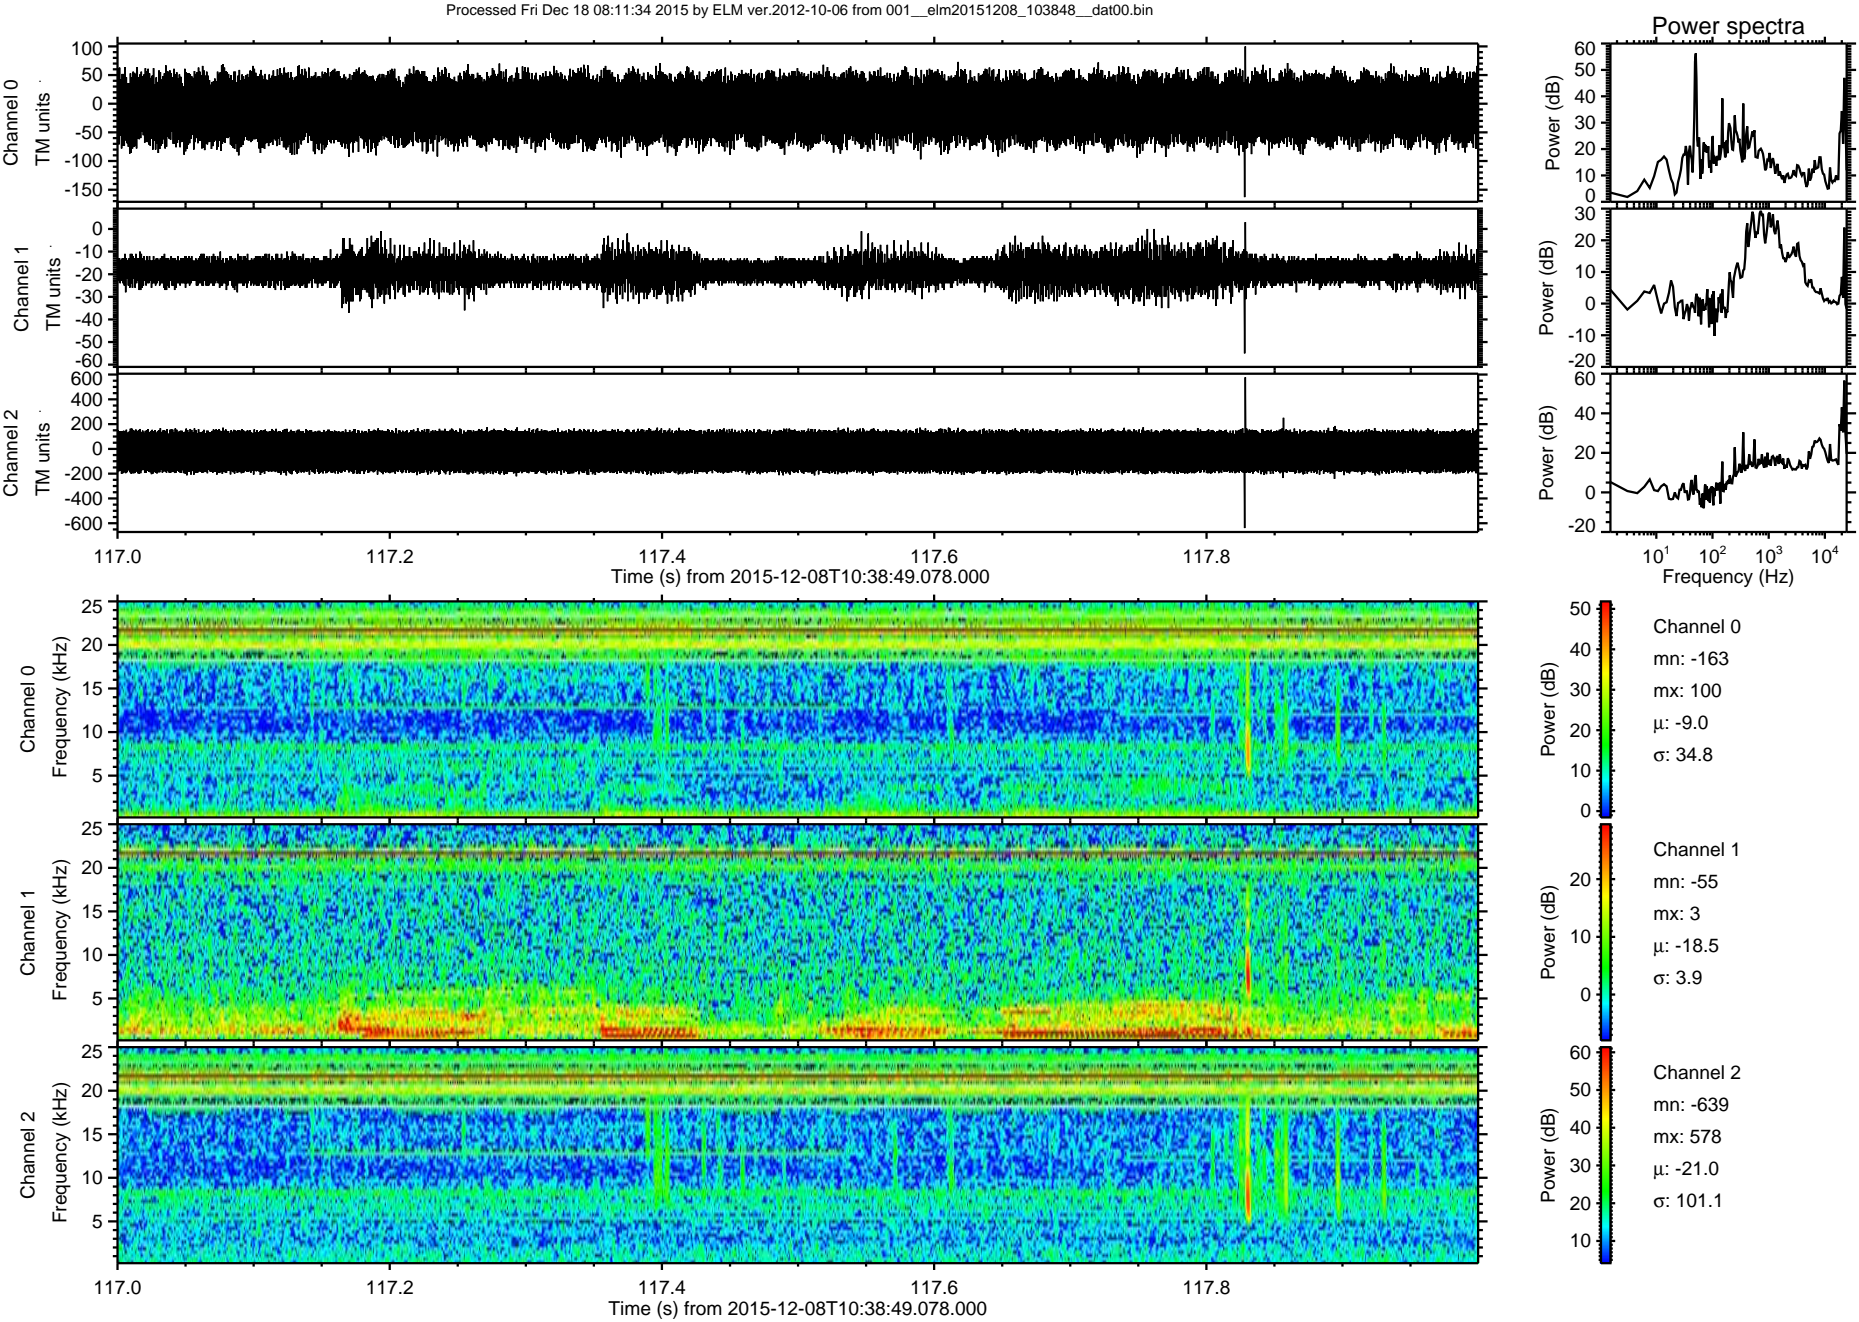 Processed Fri Dec 18 08:11:34 2015 by ELM ver.2012-10-06 from 001__elm20151208_103848__dat00.bin
Power spectra
Channel 0
TM units
100
50
0
-50
-100
-150
Power (dB)
60
50
40
30
20
10
0
Channel 1
TM units
0
-10
-20
-30
-40
-50
-60
Power (dB)
30
20
10
0
-10
-20
Channel 2
TM units
600
400
200
0
-200
-400
-600
Power (dB)
60
40
20
0
-20
117.0 117.2 117.4 117.6 117.8
Time (s) from 2015-12-08T10:38:49.078.000
10¹ 10² 10³ 10⁴
Frequency (Hz)
Channel 0
Frequency (kHz)
25
20
15
10
5
Power (dB)
50
40
30
20
10
0
Channel 0
mn: -163
mx: 100
μ: -9.0
σ: 34.8
Channel 1
Frequency (kHz)
25
20
15
10
5
Power (dB)
20
10
0
Channel 1
mn: -55
mx: 3
μ: -18.5
σ: 3.9
Channel 2
Frequency (kHz)
25
20
15
10
5
Power (dB)
60
50
40
30
20
10
Channel 2
mn: -639
mx: 578
μ: -21.0
σ: 101.1
117.0 117.2 117.4 117.6 117.8
Time (s) from 2015-12-08T10:38:49.078.000